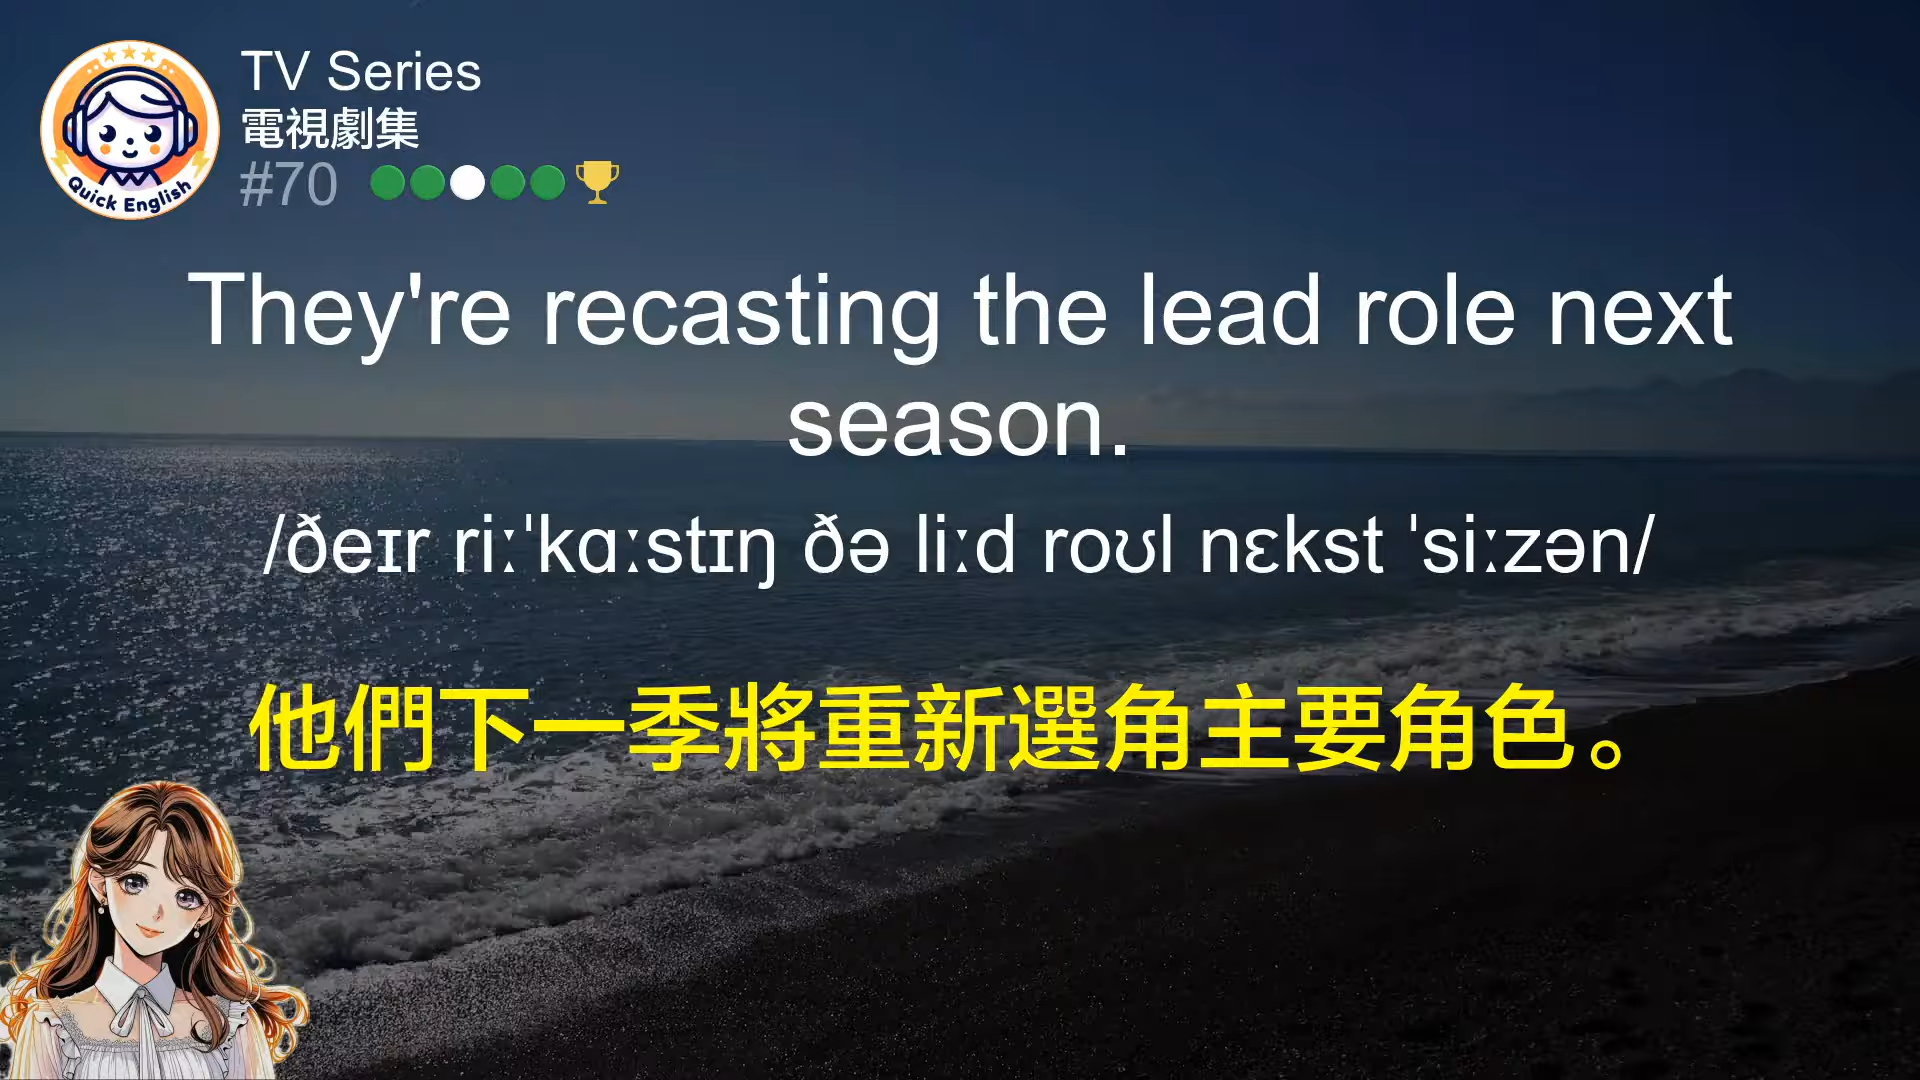 Quick English
TV Series
電視劇集
#70
They're recasting the lead role next
season.
/ðeɪr riːˈkɑːstɪŋ ðə liːd roʊl nɛkst ˈsiːzən/
他們下一季將重新選角主要角色。